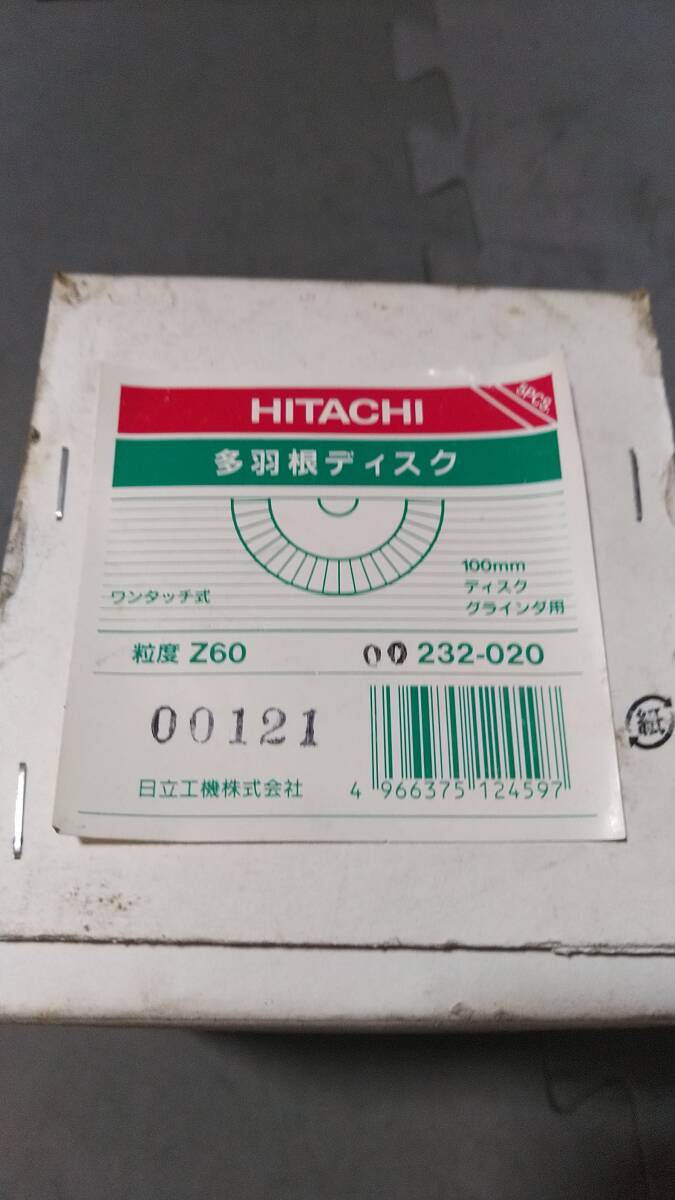 HITACHI
5PCS.
多羽根ディスク
ワンタッチ式
100mm
ディスク
グラインダ用
粒度 Z60
00 232-020
00121
日立工機株式会社
4 966375 124597
紙